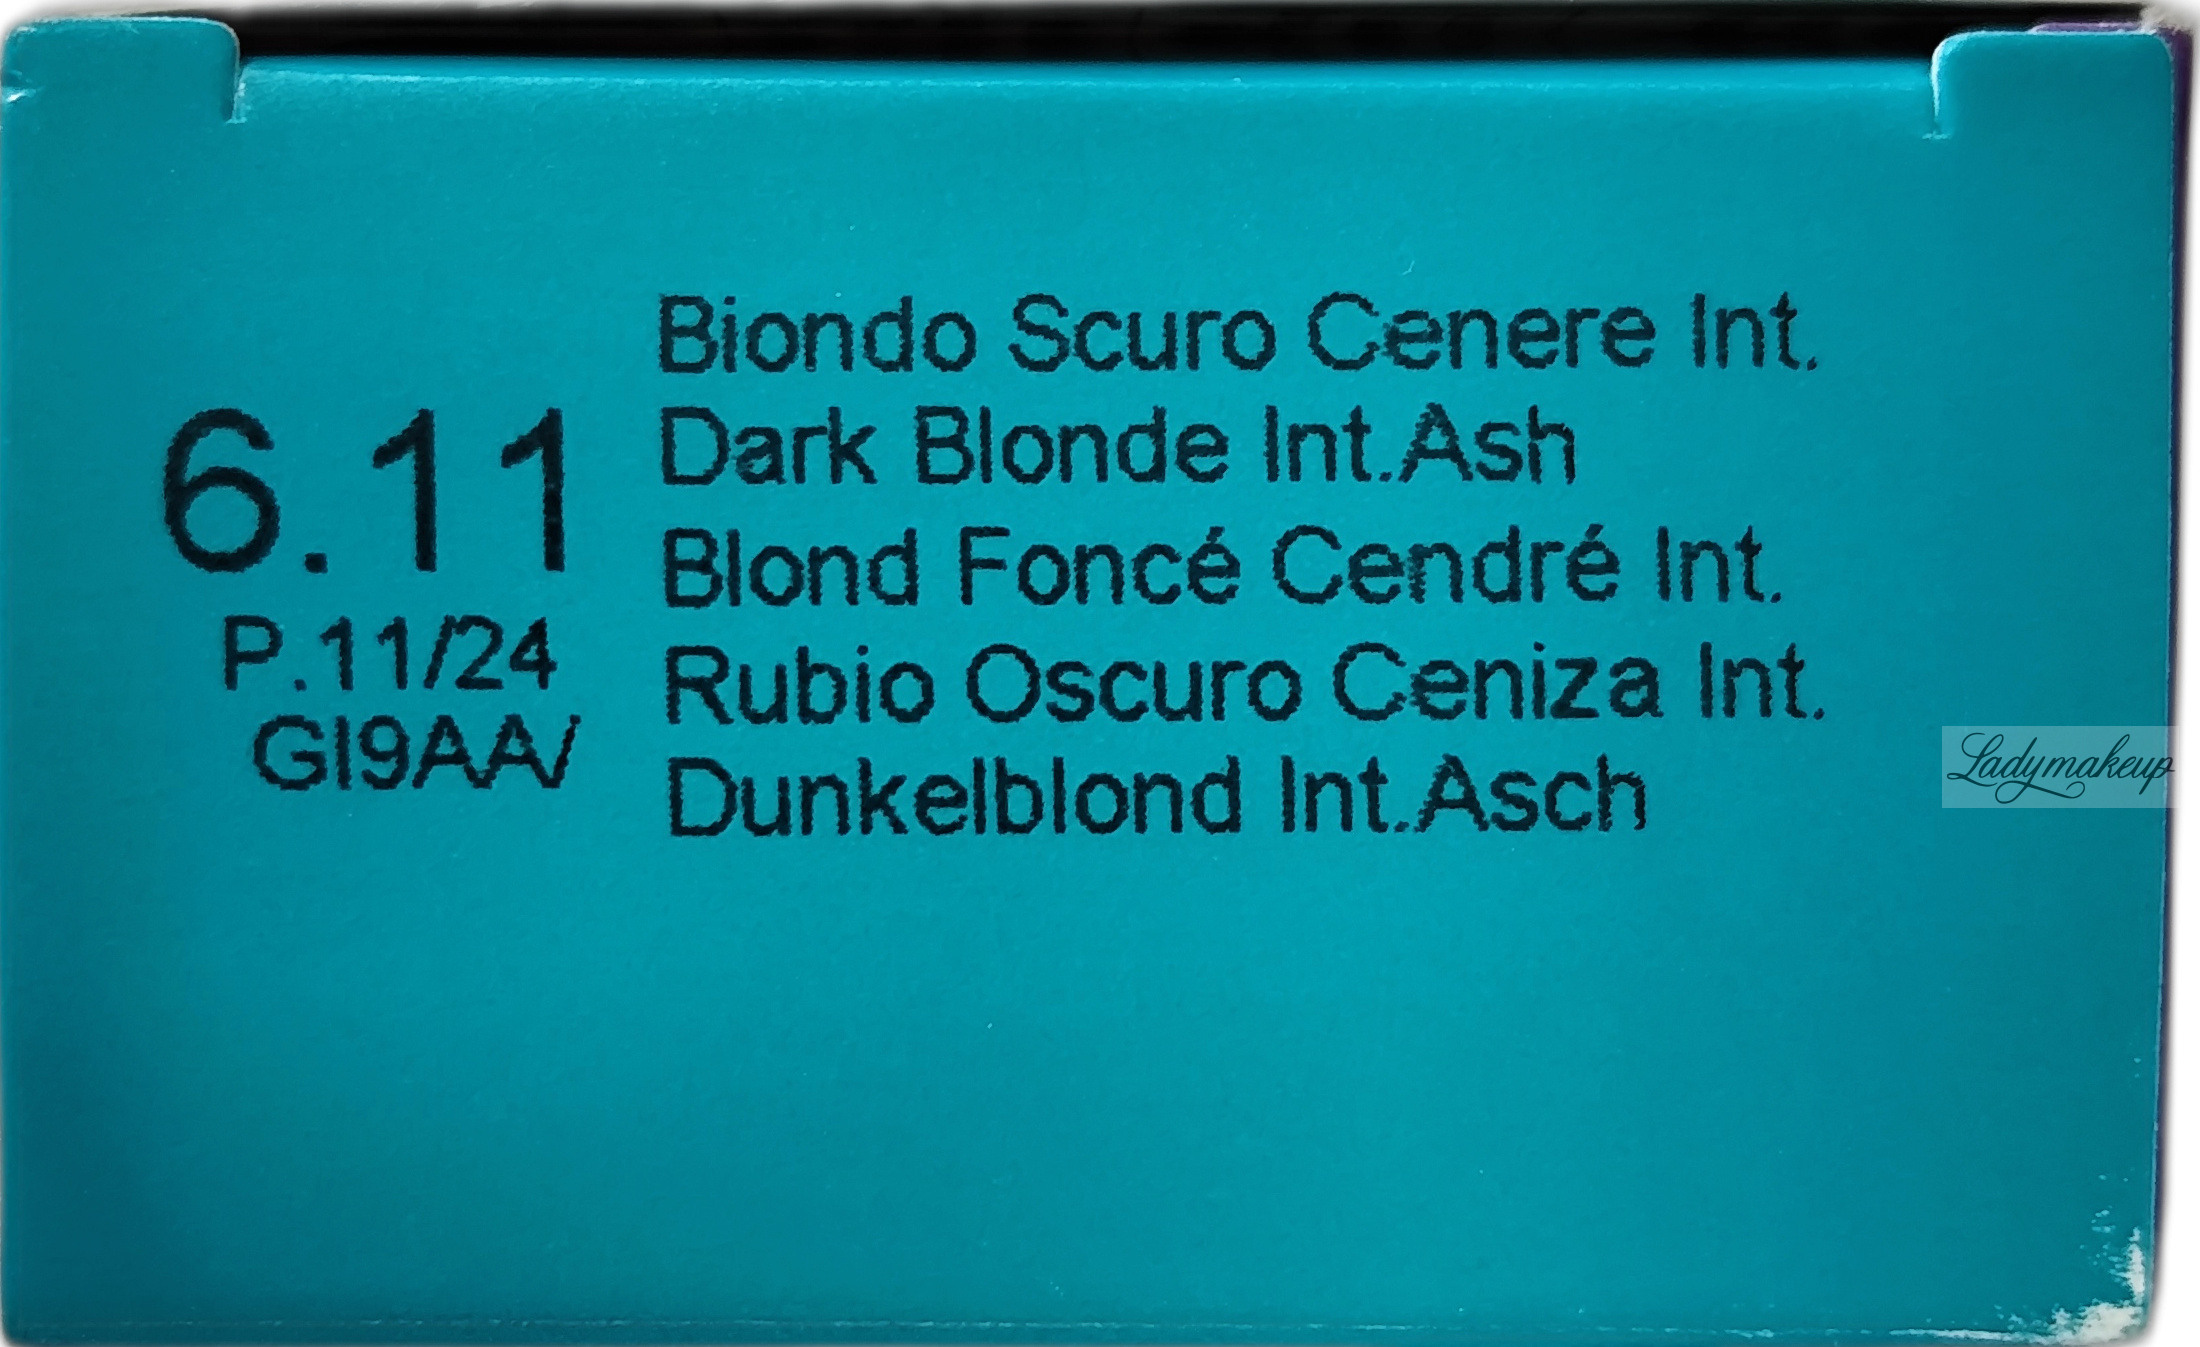 6.11
P.11/24
GI9AA/
Biondo Scuro Cenere Int.
Dark Blonde Int.Ash
Blond Foncé Cendré Int.
Rubio Oscuro Ceniza Int.
Dunkelblond Int.Asch
Ladymakeup